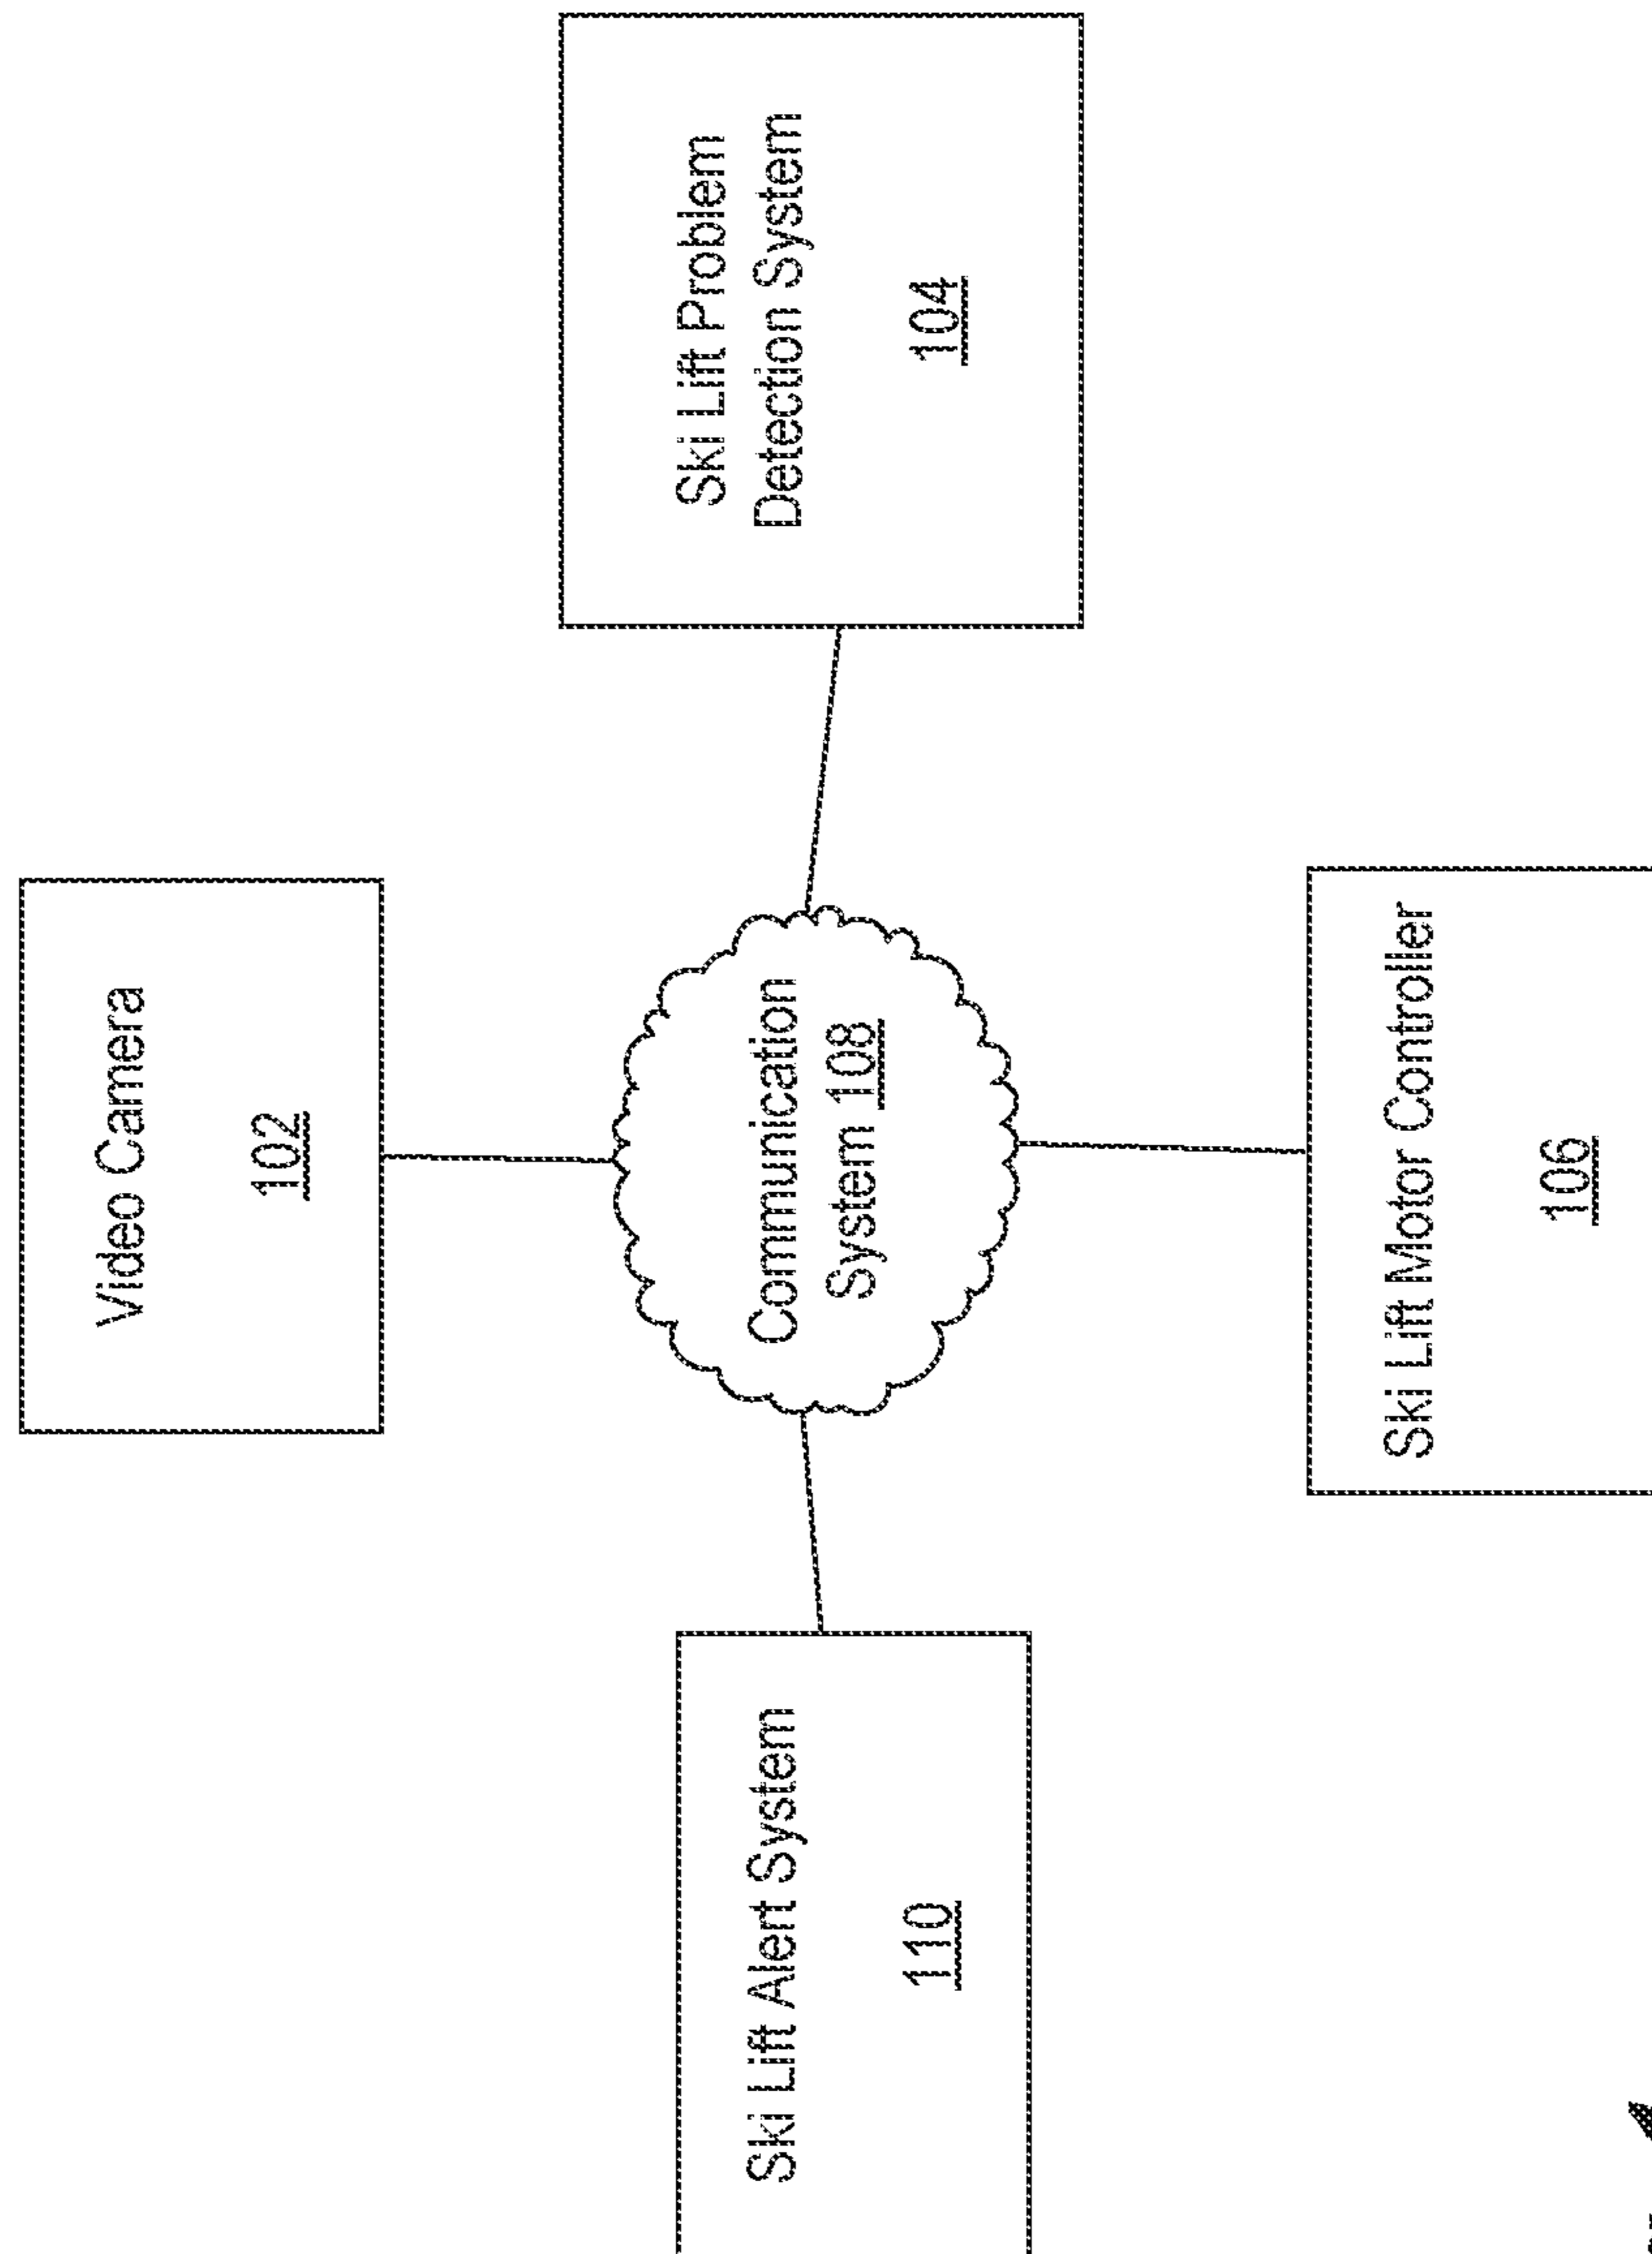 Video Camera
102
Ski Lift Problem
Detection System
104
Communication
System 108
Ski Lift Alert System
110
Ski Lift Motor Controller
106